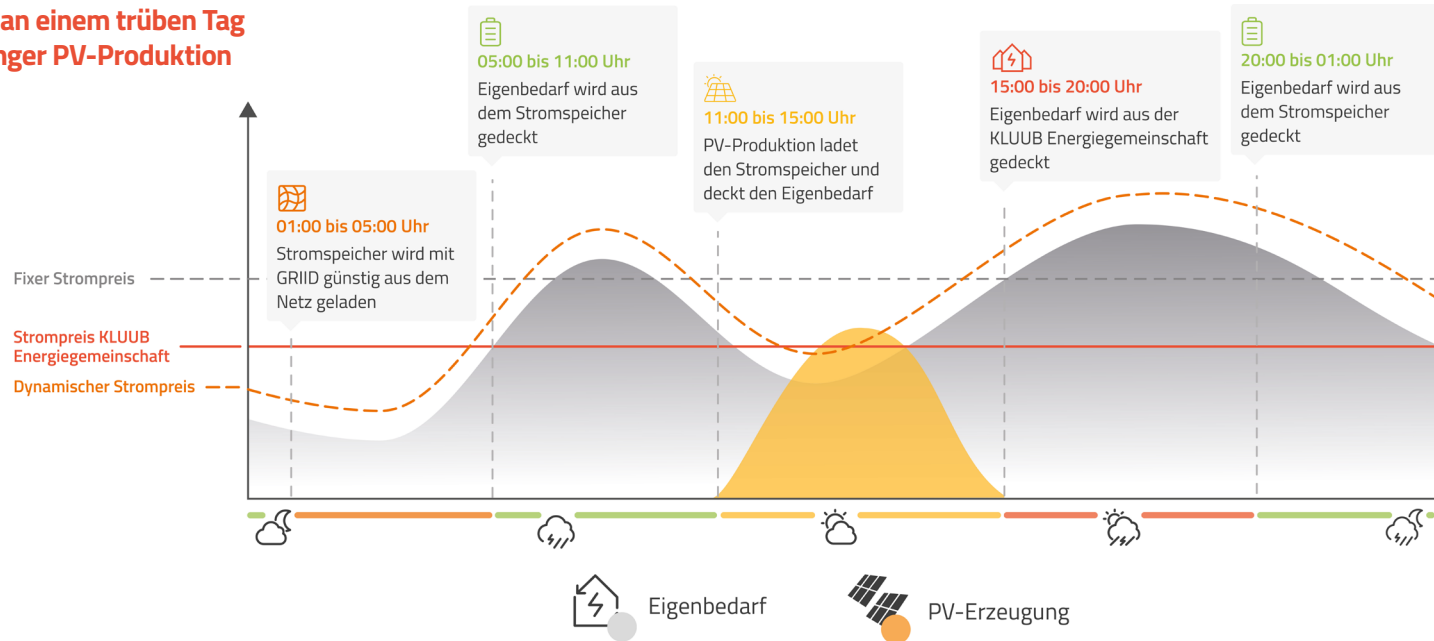 an einem trüben Tag
nger PV-Produktion
05:00 bis 11:00 Uhr
Eigenbedarf wird aus
dem Stromspeicher
gedeckt
11:00 bis 15:00 Uhr
PV-Produktion ladet
den Stromspeicher und
deckt den Eigenbedarf
15:00 bis 20:00 Uhr
Eigenbedarf wird aus der
KLUUB Energiegemeinschaft
gedeckt
20:00 bis 01:00 Uhr
Eigenbedarf wird aus
dem Stromspeicher
gedeckt
01:00 bis 05:00 Uhr
Stromspeicher wird mit
GRIID günstig aus dem
Netz geladen
Fixer Strompreis
Strompreis KLUUB
Energiegemeinschaft
Dynamischer Strompreis
Eigenbedarf
PV-Erzeugung